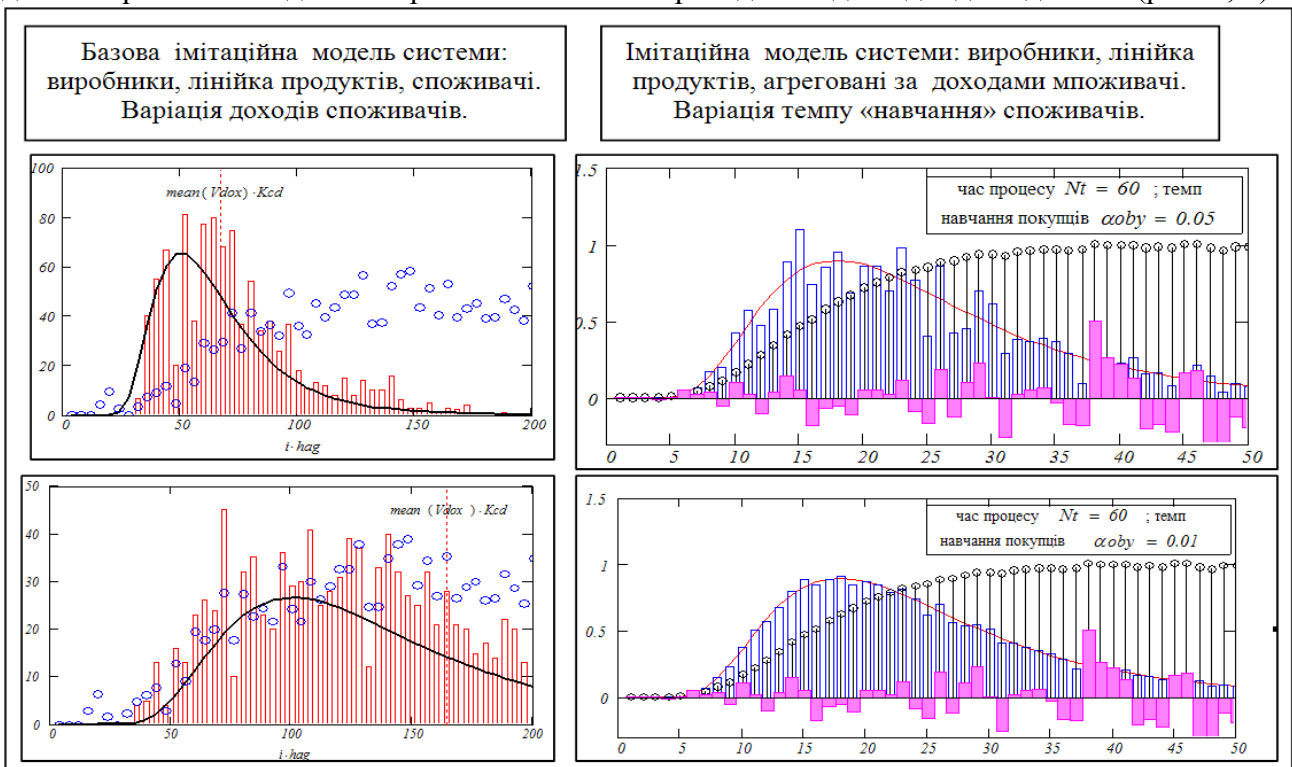 Базова імітаційна модель системи:
виробники, лінійка продуктів, споживачі.
Варіація доходів споживачів.
Імітаційна модель системи: виробники, лінійка
продуктів, агреговані за доходами мпоживачі.
Варіація темпу «навчання» споживачів.
100
80
60
40
20
0
mean(Vdox)·Kcd
0 50 100 150 200
i·hag
1.5
1
0.5
0
час процесу Nt = 60 ; темп
навчання покупців αoby = 0.05
0 5 10 15 20 25 30 35 40 45 50
50
40
30
20
10
0
mean (Vdox )·Kcd
0 50 100 150 200
i·hag
1.5
1
0.5
0
час процесу Nt = 60 ; темп
навчання покупців αoby = 0.01
0 5 10 15 20 25 30 35 40 45 50